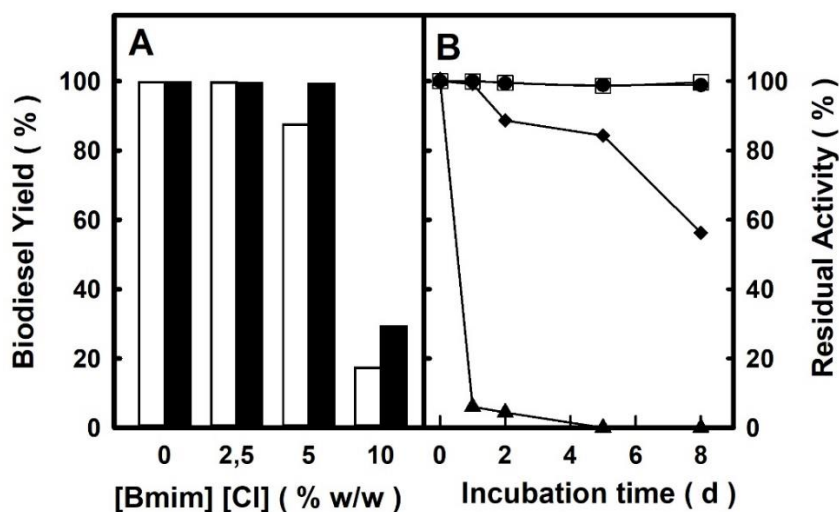 A
B
Biodiesel Yield ( % )
100
80
60
40
20
0
0 2,5 5 10
[Bmim] [Cl] ( % w/w )
0 2 4 6 8
Incubation time ( d )
100
80
60
40
20
0
Residual Activity ( % )